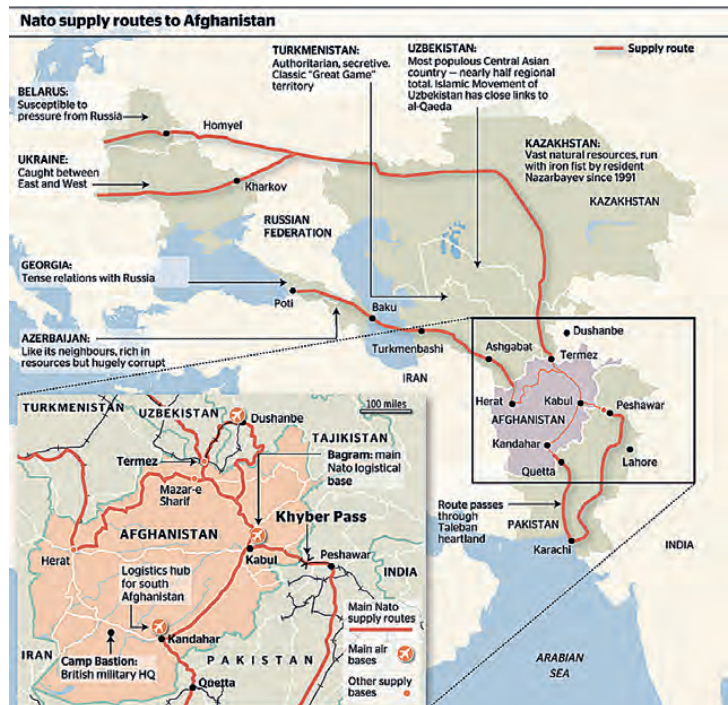 Nato supply routes to Afghanistan
BELARUS:
Susceptible to
pressure from Russia
Homyel
UKRAINE:
Caught between
East and West
Kharkov
TURKMENISTAN:
Authoritarian, secretive.
Classic "Great Game"
territory
UZBEKISTAN:
Most populous Central Asian
country — nearly half regional
total. Islamic Movement of
Uzbekistan has close links to
al-Qaeda
Supply route
KAZAKHSTAN:
Vast natural resources, run
with iron fist by resident
Nazarbayev since 1991
KAZAKHSTAN
RUSSIAN
FEDERATION
GEORGIA:
Tense relations with Russia
Poti
Baku
AZERBAIJAN:
Like its neighbours, rich in
resources but hugely corrupt
Turkmenbashi
IRAN
Ashgabat
Dushanbe
Termez
Herat
Kabul
AFGHANISTAN
Peshawar
Kandahar
Quetta
Lahore
Route passes
through
Taleban
heartland
PAKISTAN
Karachi
INDIA
ARABIAN
SEA
TURKMENISTAN
UZBEKISTAN
100 miles
Dushanbe
TAJIKISTAN
Termez
Bagram: main
Nato logistical
base
Mazar-e
Sharif
Khyber Pass
AFGHANISTAN
Herat
Kabul
Peshawar
INDIA
Logistics hub
for south
Afghanistan
Kandahar
IRAN
Camp Bastion:
British military HQ
PAKISTAN
Quetta
Main Nato
supply routes
Main air
bases
Other supply
bases